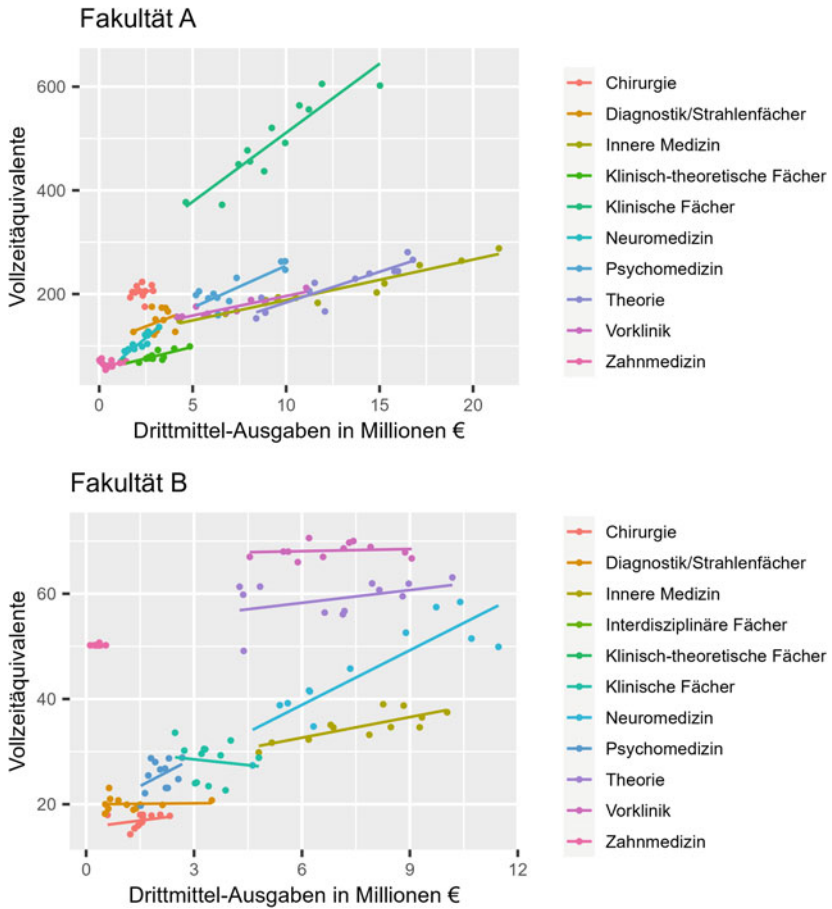 Fakultät A
600
400
200
0
5
10
15
20
Vollzeitäquivalente
Drittmittel-Ausgaben in Millionen €
Chirurgie
Diagnostik/Strahlenfächer
Innere Medizin
Klinisch-theoretische Fächer
Klinische Fächer
Neuromedizin
Psychomedizin
Theorie
Vorklinik
Zahnmedizin
Fakultät B
60
40
20
0
3
6
9
12
Vollzeitäquivalente
Drittmittel-Ausgaben in Millionen €
Chirurgie
Diagnostik/Strahlenfächer
Innere Medizin
Interdisziplinäre Fächer
Klinisch-theoretische Fächer
Klinische Fächer
Neuromedizin
Psychomedizin
Theorie
Vorklinik
Zahnmedizin